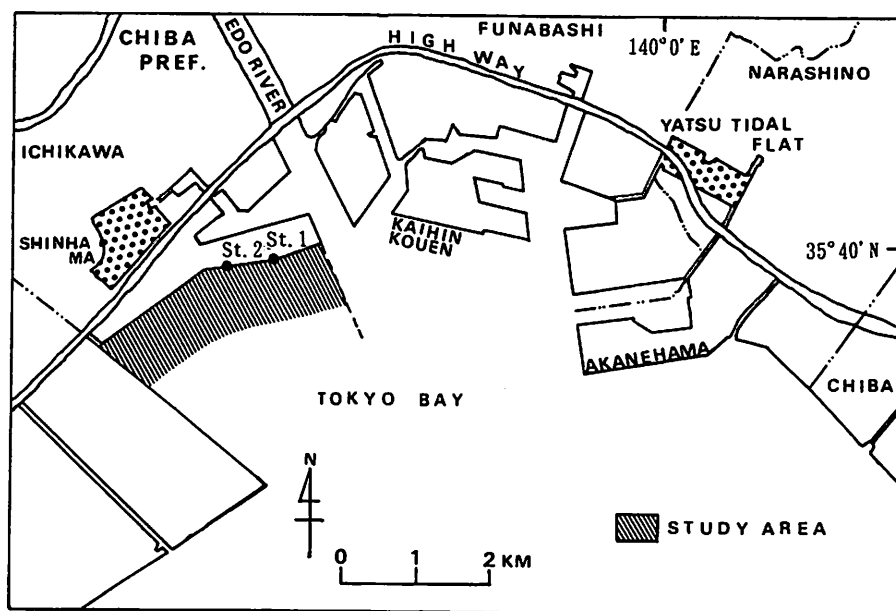 CHIBA
PREF.
EDO RIVER
HIGH WAY
FUNABASHI
140° 0′ E
NARASHINO
YATSU TIDAL
FLAT
ICHIKAWA
SHINHA
MA
St. 2
St. 1
KAIHIN
KOUEN
35° 40′ N
AKANEHAMA
CHIBA
TOKYO BAY
N
STUDY AREA
0 1 2 KM